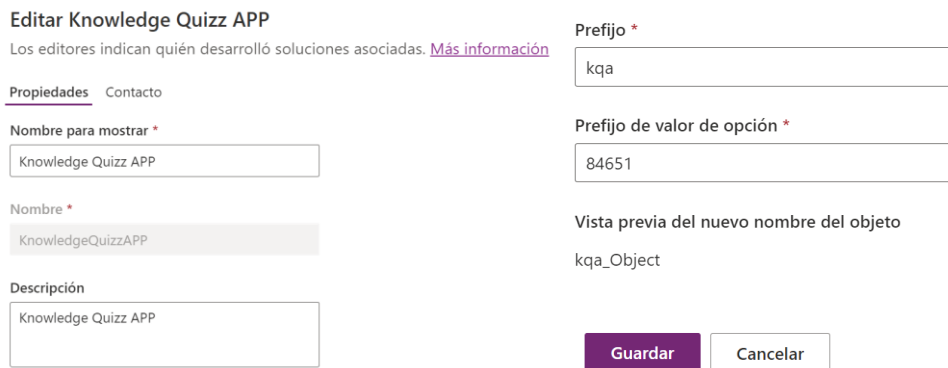 Editar Knowledge Quizz APP
Los editores indican quién desarrolló soluciones asociadas. Más información
Propiedades Contacto
Nombre para mostrar *
Knowledge Quizz APP
Nombre *
KnowledgeQuizzAPP
Descripción
Knowledge Quizz APP
Prefijo *
kqa
Prefijo de valor de opción *
84651
Vista previa del nuevo nombre del objeto
kqa_Object
Guardar Cancelar